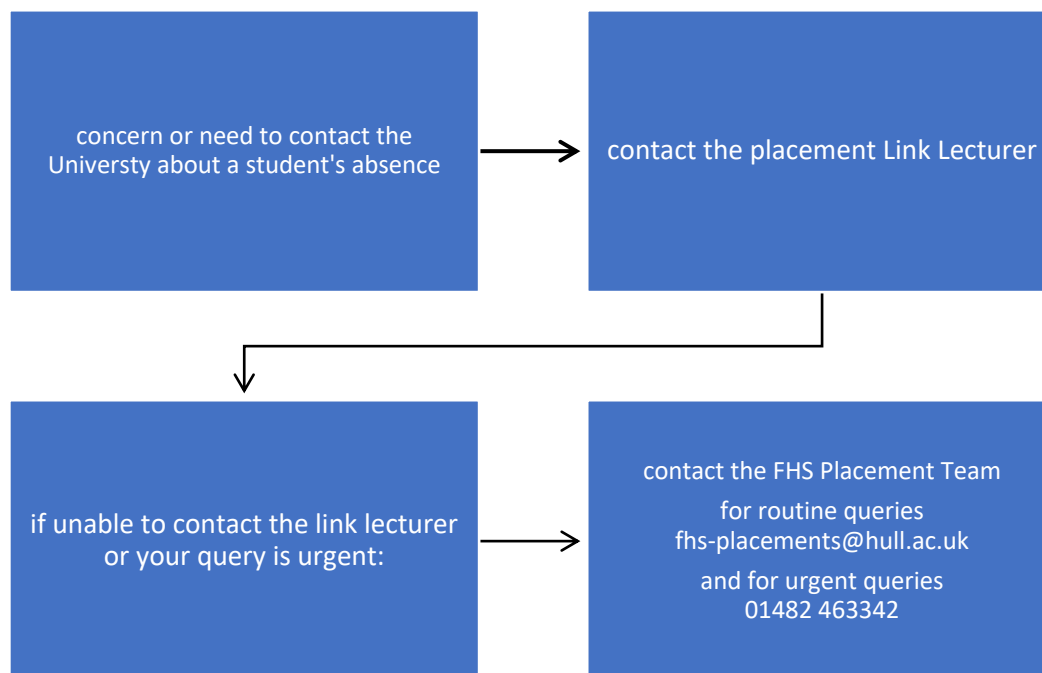 concern or need to contact the
Universty about a student's absence
contact the placement Link Lecturer
if unable to contact the link lecturer
or your query is urgent:
contact the FHS Placement Team
for routine queries
fhs-placements@hull.ac.uk
and for urgent queries
01482 463342